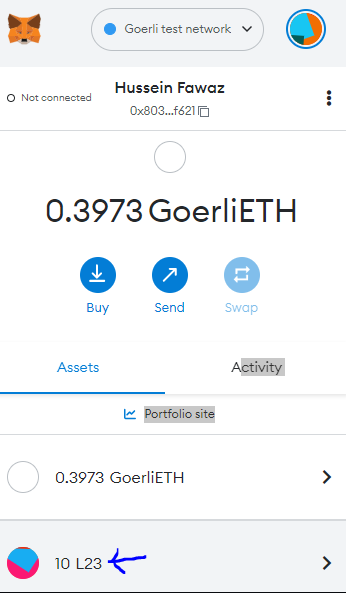 Goerli test network
Not connected
Hussein Fawaz
0x803...f621
0.3973 GoerliETH
Buy
Send
Swap
Assets
Activity
Portfolio site
0.3973 GoerliETH
10 L23